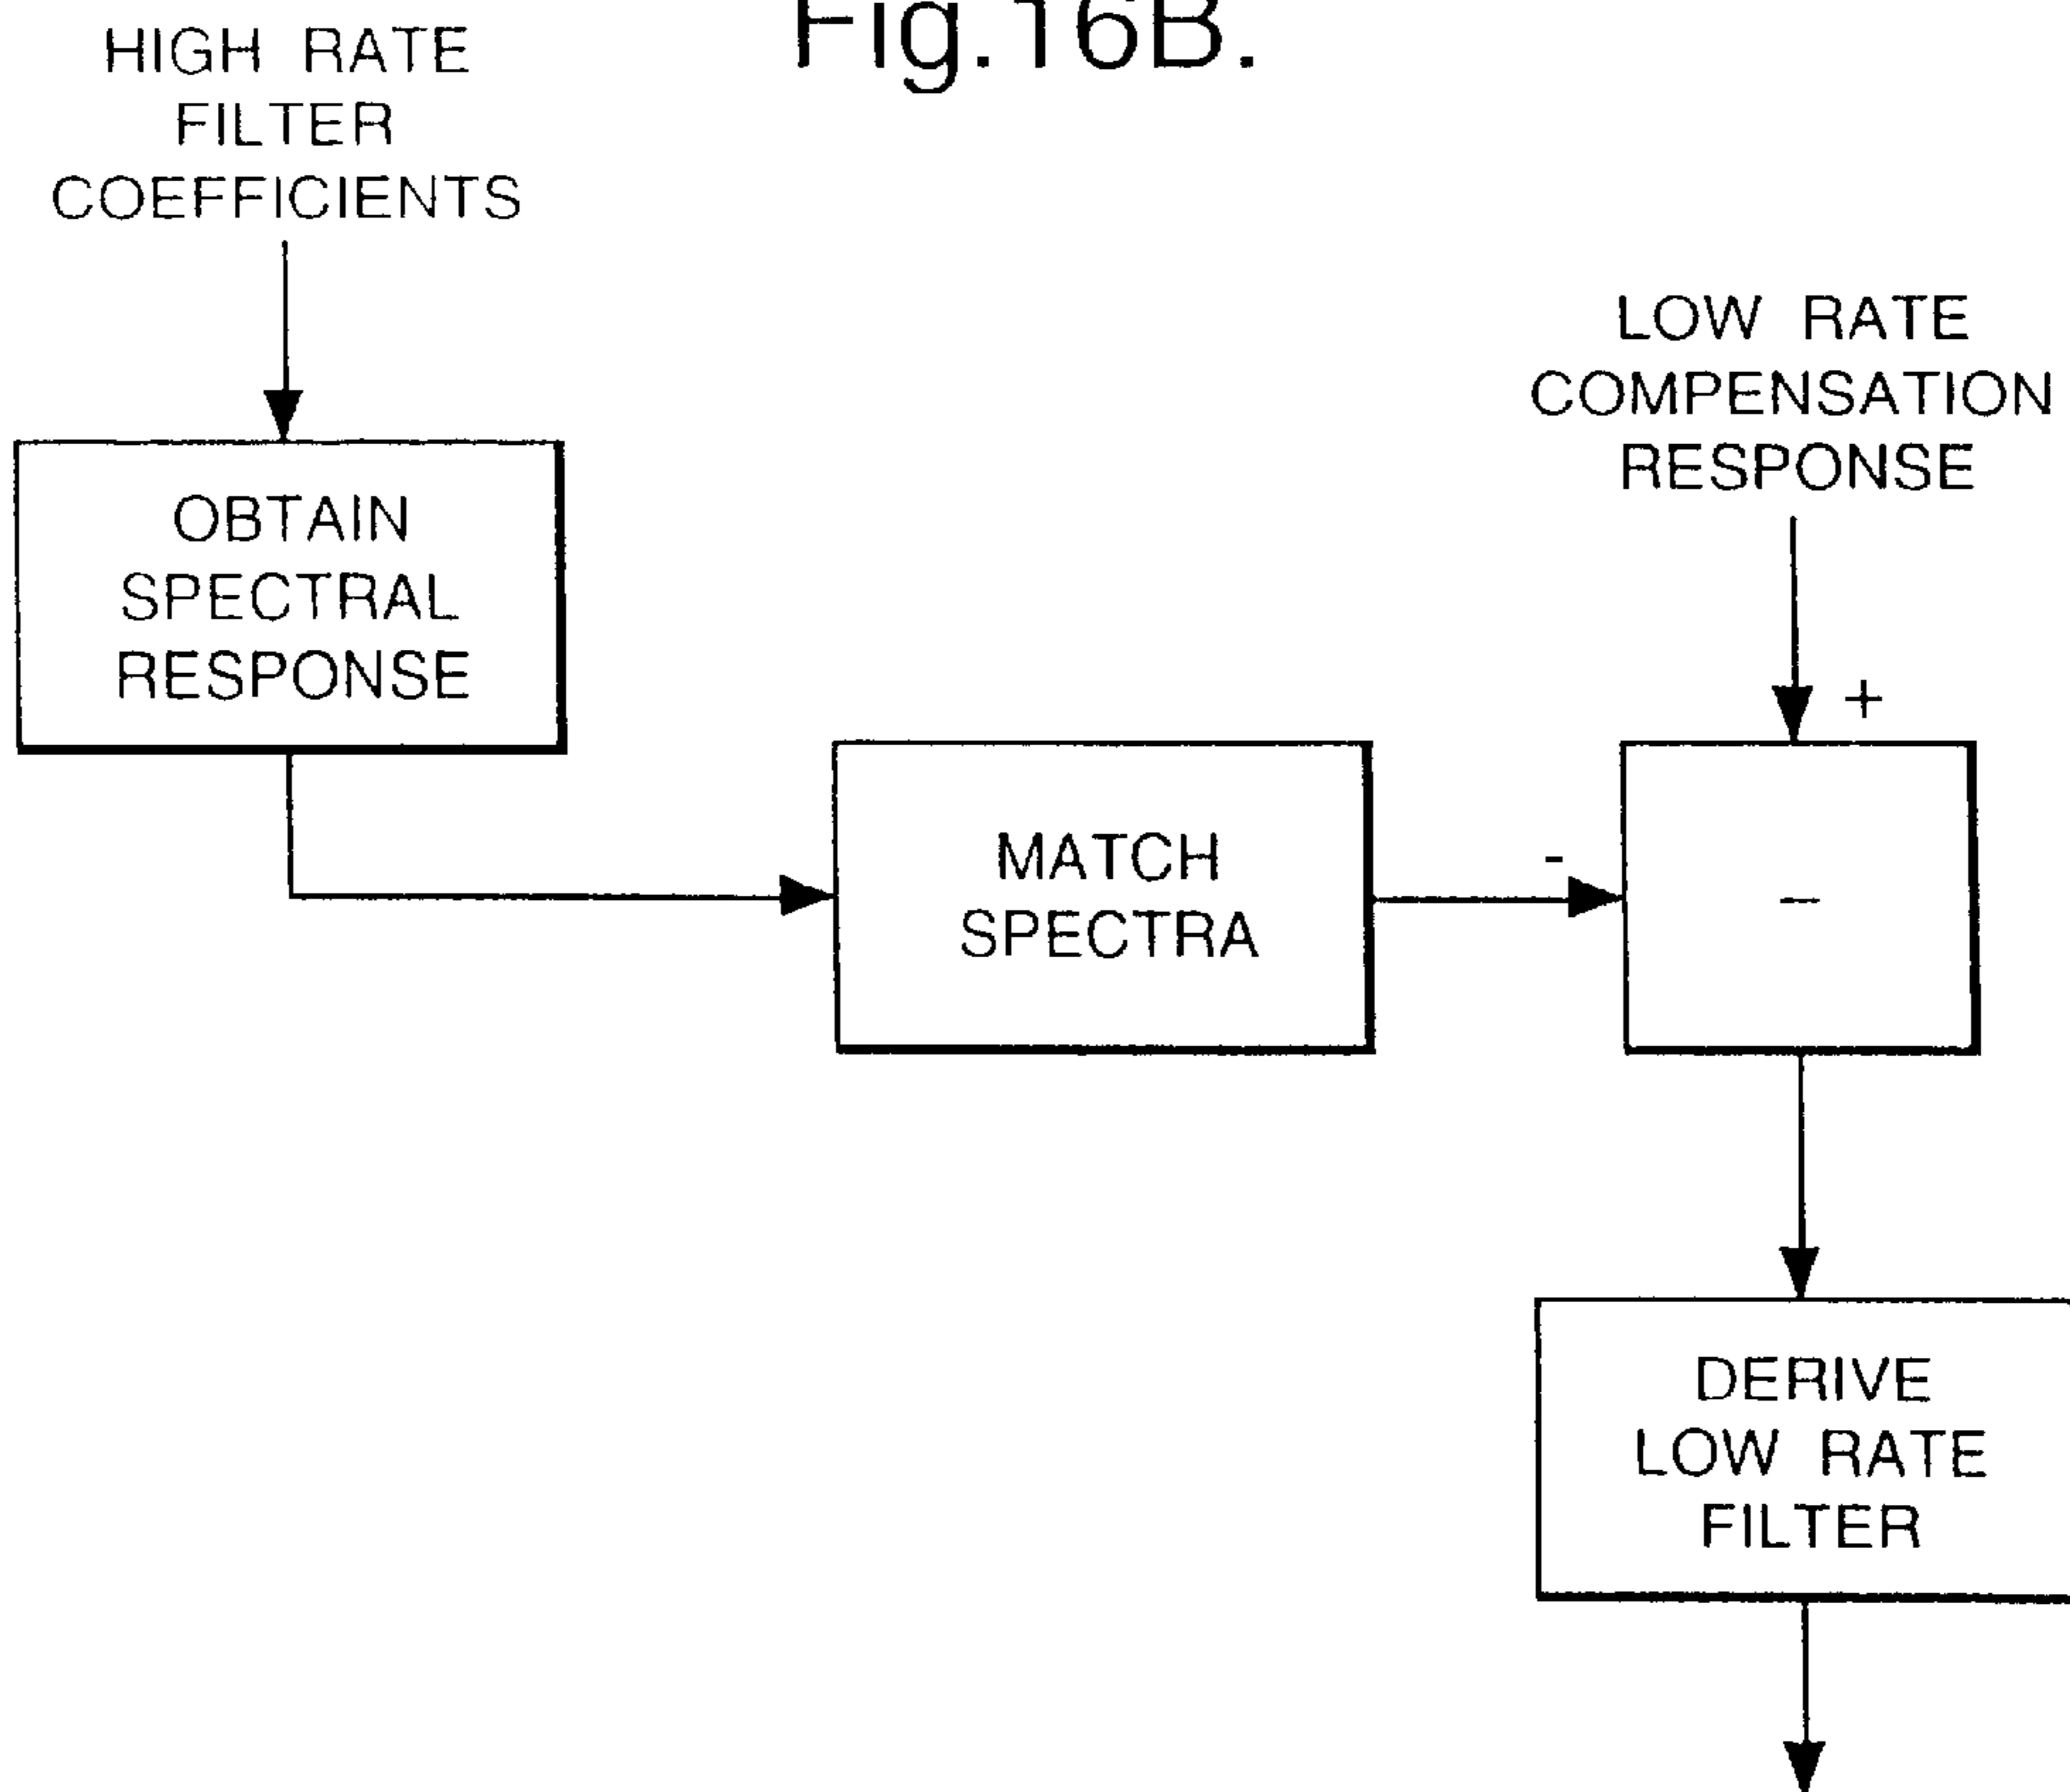 Fig.16B.
HIGH RATE
FILTER
COEFFICIENTS
OBTAIN
SPECTRAL
RESPONSE
LOW RATE
COMPENSATION
RESPONSE
+
MATCH
SPECTRA
-
–
DERIVE
LOW RATE
FILTER